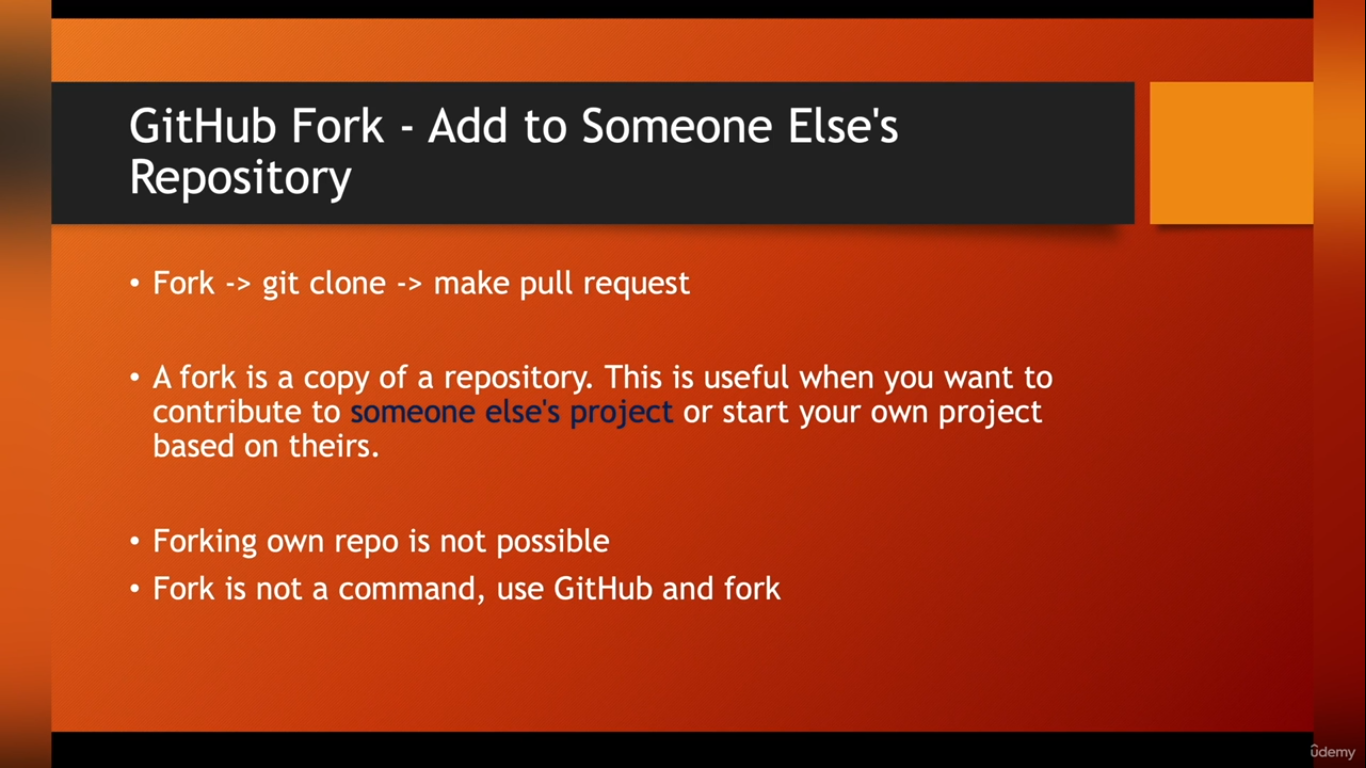 GitHub Fork - Add to Someone Else's
Repository
• Fork -> git clone -> make pull request
• A fork is a copy of a repository. This is useful when you want to
contribute to someone else's project or start your own project
based on theirs.
• Forking own repo is not possible
• Fork is not a command, use GitHub and fork
ûdemy